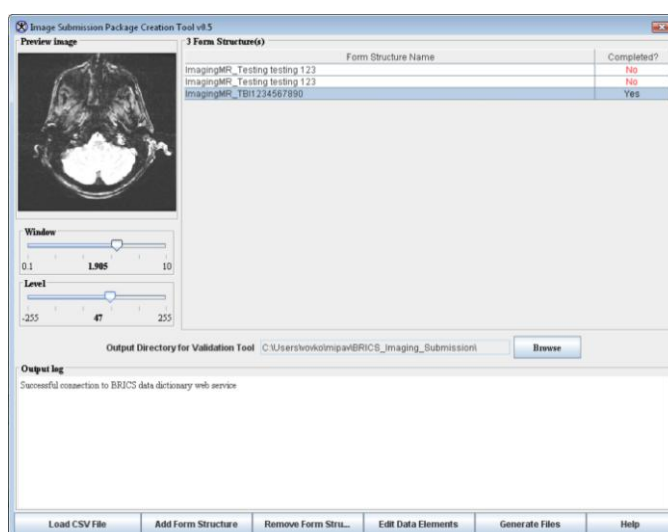 Image Submission Package Creation Tool v0.5
Preview image
3 Form Structure(s)
Form Structure Name Completed?
ImagingMR_Testing testing 123 No
ImagingMR_Testing testing 123 No
ImagingMR_TBI1234567890 Yes
Window
0.1 1.905 10
Level
-255 47 255
Output Directory for Validation Tool C:\Users\vovko\mipav\BRICS_Imaging_Submission\ Browse
Output log
Successful connection to BRICS data dictionary web service
Load CSV File Add Form Structure Remove Form Stru... Edit Data Elements Generate Files Help